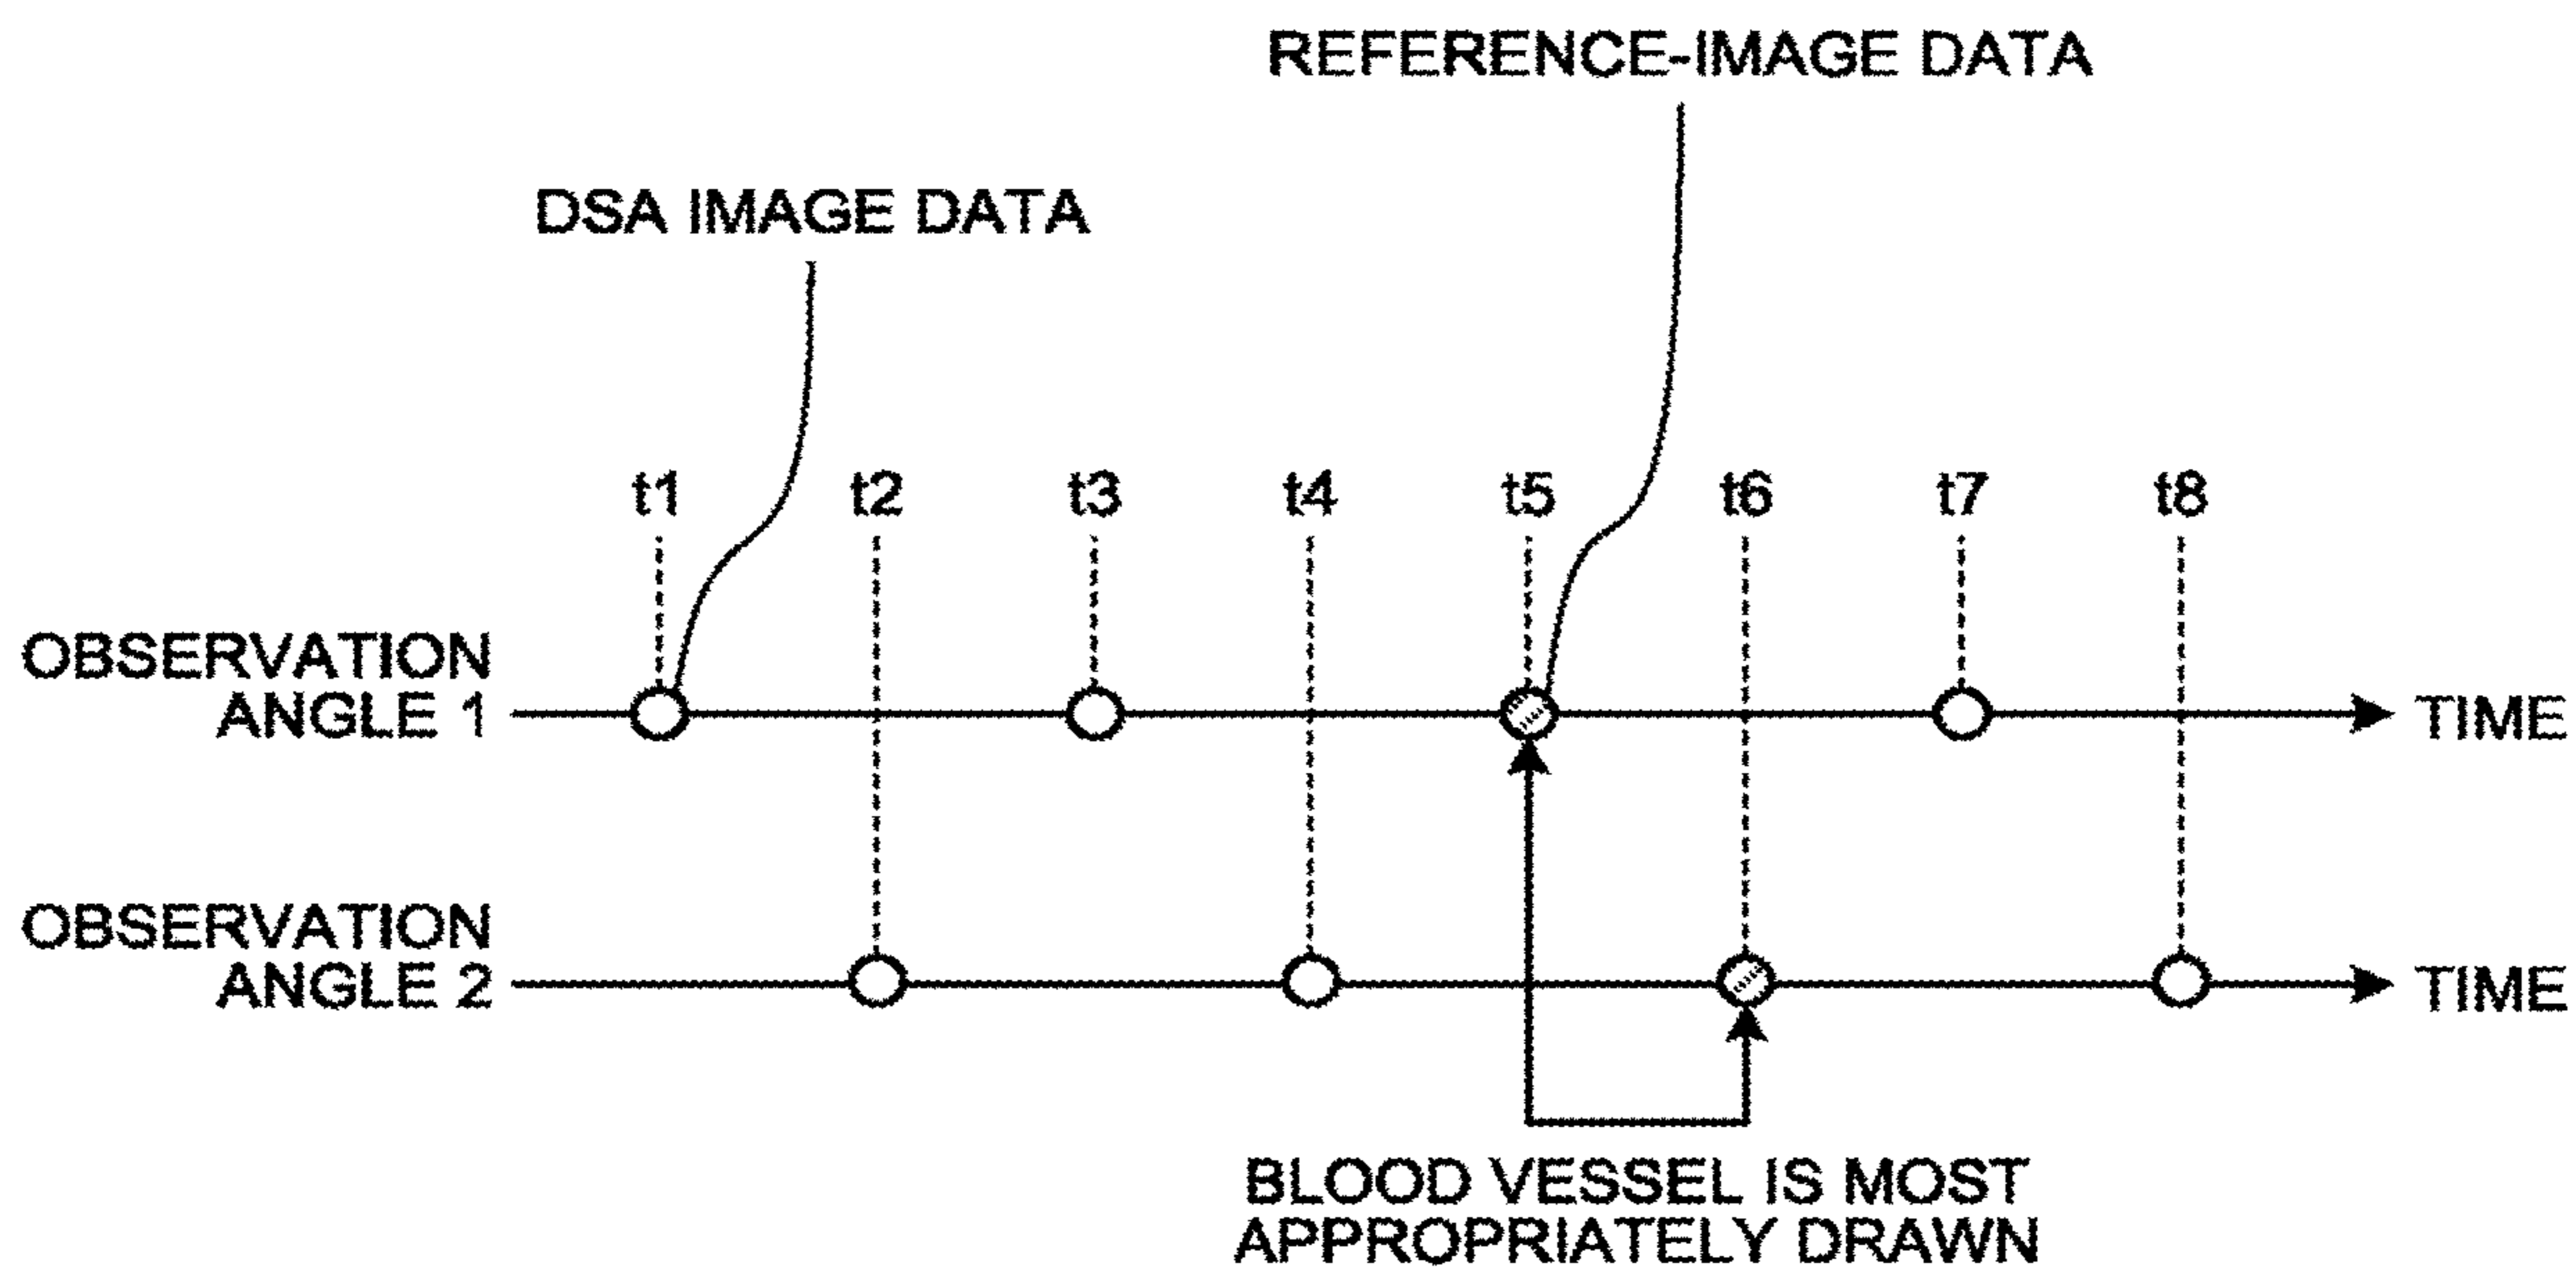 REFERENCE-IMAGE DATA
DSA IMAGE DATA
t1 t2 t3 t4 t5 t6 t7 t8
OBSERVATION
ANGLE 1
TIME
OBSERVATION
ANGLE 2
TIME
BLOOD VESSEL IS MOST
APPROPRIATELY DRAWN